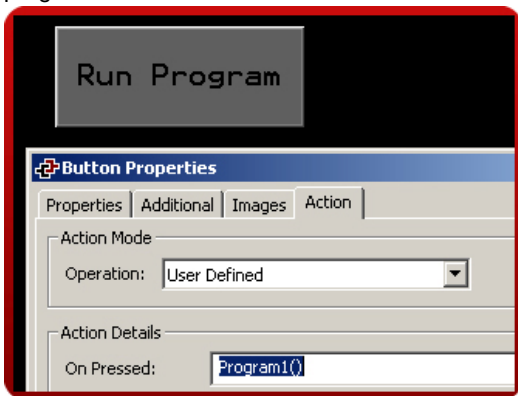 Run Program
Button Properties
Properties Additional Images Action
Action Mode
Operation: User Defined
Action Details
On Pressed: Program1()